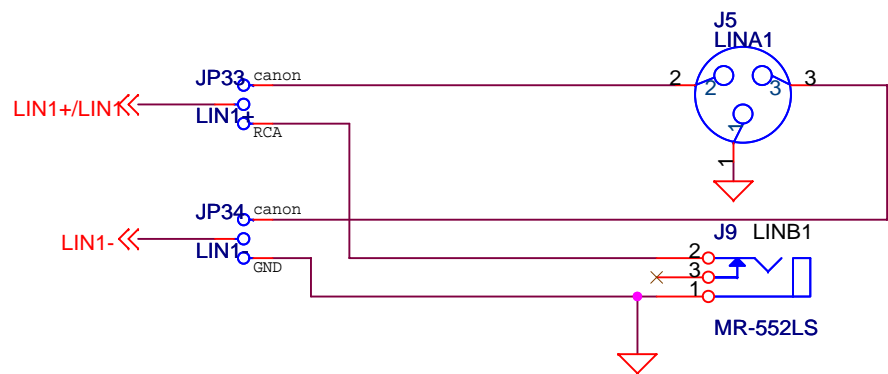 J5
LINA1
JP33 canon
2
2
3
3
LIN1+/LIN1
LIN1+
RCA
1
1
JP34 canon
J9 LINB1
LIN1-
LIN1-
GND
2
3
1
MR-552LS